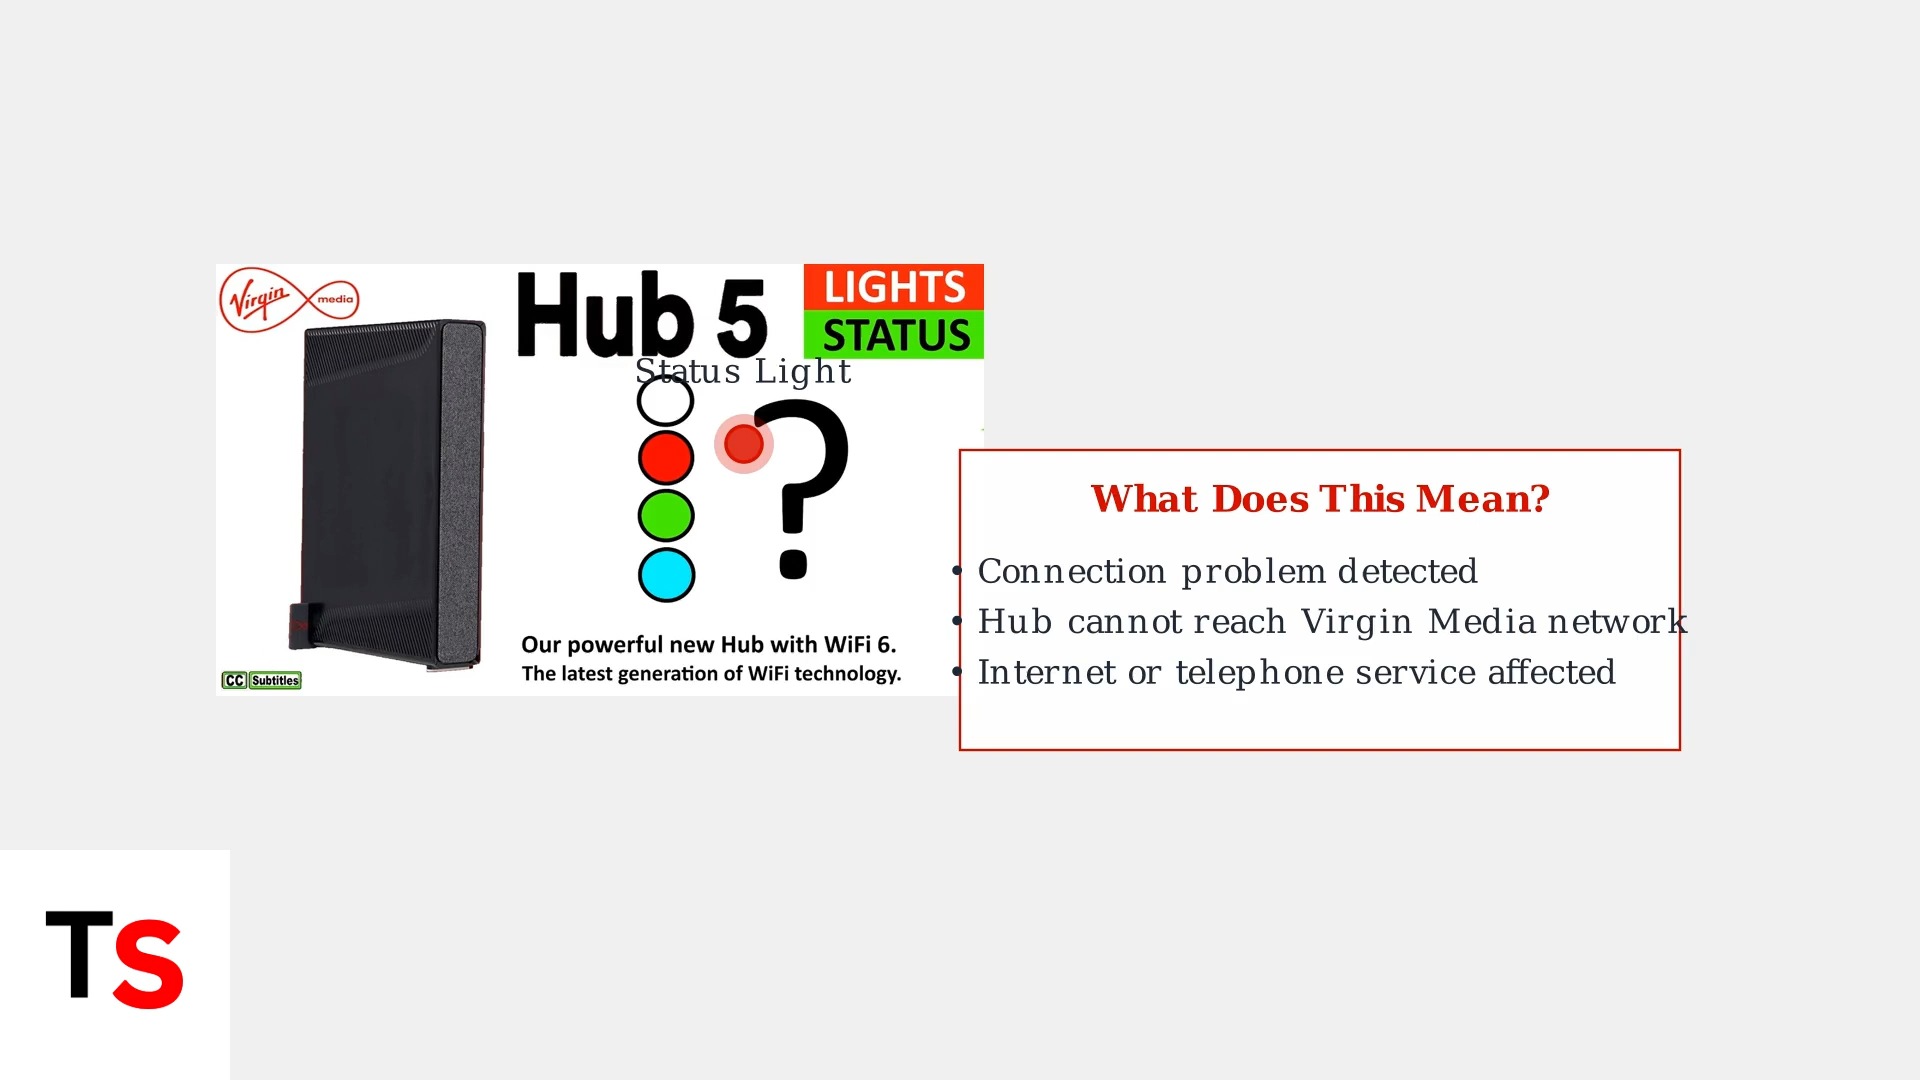 Virgin media
Hub 5
LIGHTS
STATUS
Status Light
?
Our powerful new Hub with WiFi 6.
The latest generation of WiFi technology.
CC Subtitles
What Does This Mean?
• Connection problem detected
• Hub cannot reach Virgin Media network
• Internet or telephone service affected
TS